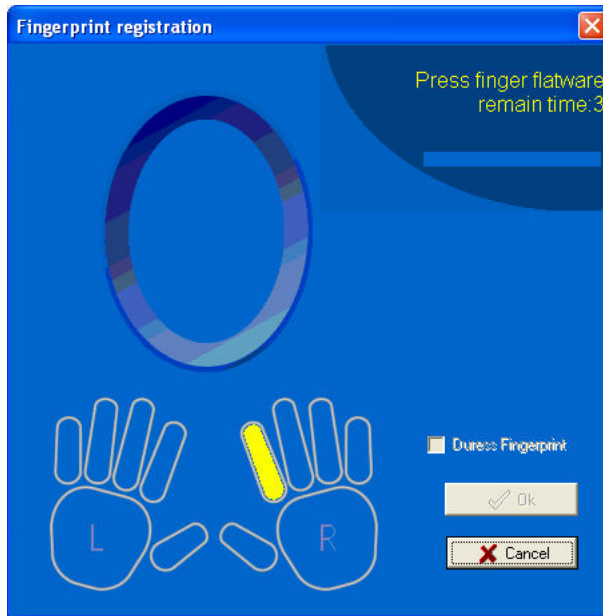 Fingerprint registration
Press finger flatware
remain time:3
L
R
Duress Fingerprint
Ok
Cancel